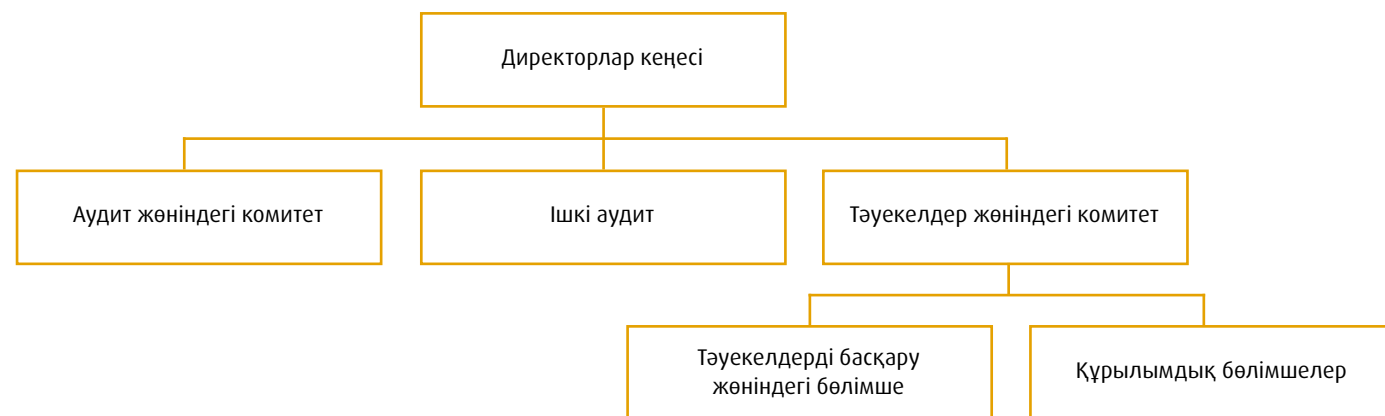 Директорлар кеңесі
Аудит жөніндегі комитет
Ішкі аудит
Тәуекелдер жөніндегі комитет
Тәуекелдерді басқару
жөніндегі бөлімше
Құрылымдық бөлімшелер